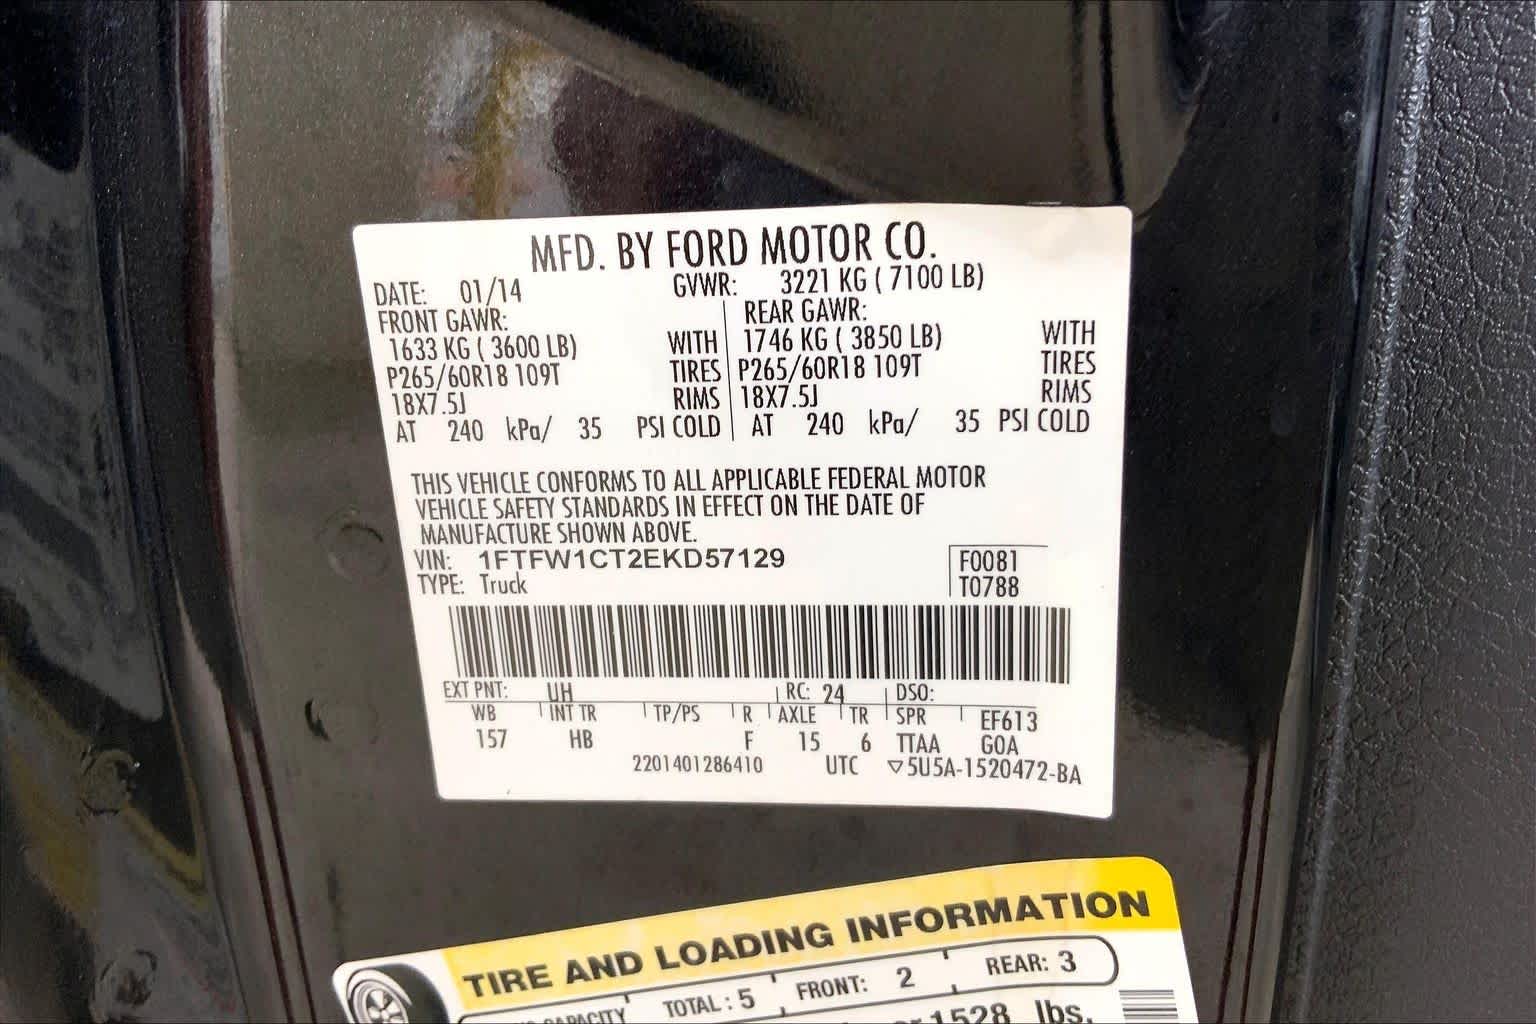 MFD. BY FORD MOTOR CO.
DATE: 01/14 GVWR: 3221 KG ( 7100 LB)
FRONT GAWR: REAR GAWR:
1633 KG ( 3600 LB) WITH 1746 KG ( 3850 LB) WITH
P265/60R18 109T TIRES P265/60R18 109T TIRES
18X7.5J RIMS 18X7.5J RIMS
AT 240 kPa/ 35 PSI COLD AT 240 kPa/ 35 PSI COLD
THIS VEHICLE CONFORMS TO ALL APPLICABLE FEDERAL MOTOR
VEHICLE SAFETY STANDARDS IN EFFECT ON THE DATE OF
MANUFACTURE SHOWN ABOVE.
VIN: 1FTFW1CT2EKD57129 F0081
TYPE: Truck T0788
EXT PNT: UH RC: 24 DSO:
WB INT TR TP/PS R AXLE TR SPR EF613
157 HB F 15 6 TTAA GOA
2201401286410 UTC ▽5U5A-1520472-BA
TIRE AND LOADING INFORMATION
CAPACITY TOTAL : 5 FRONT: 2 REAR: 3
1528 lbs.